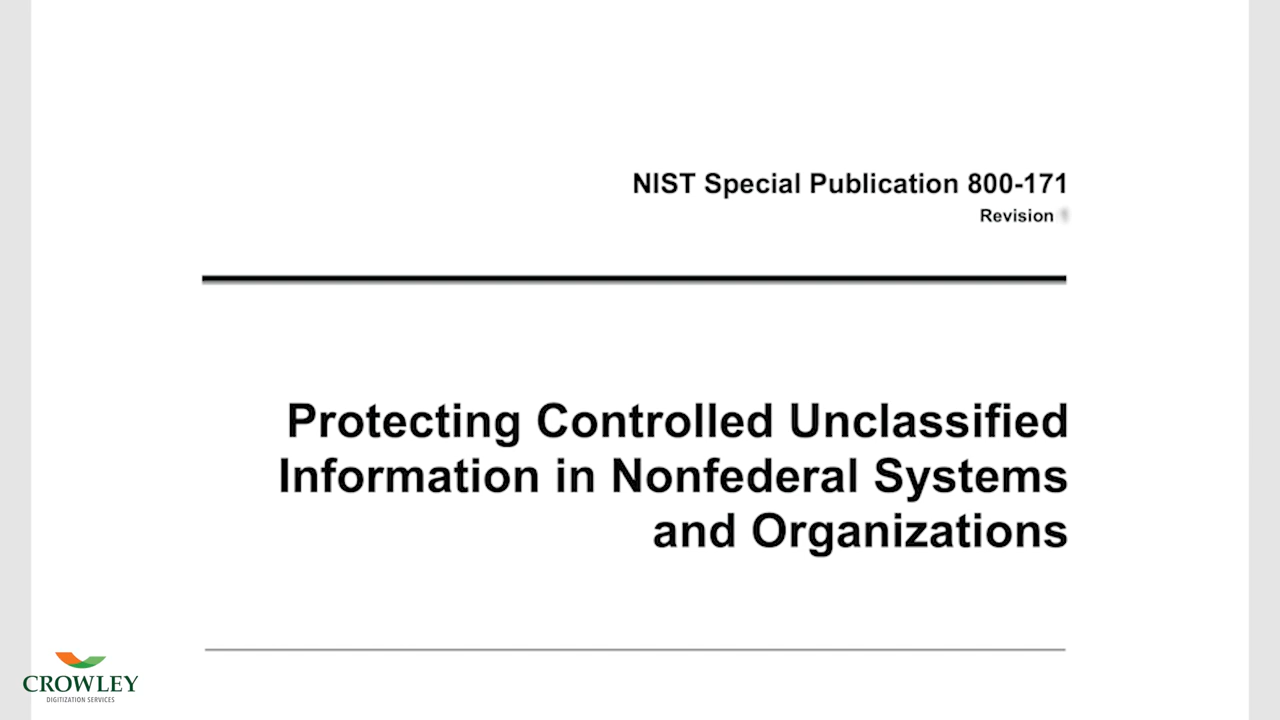 NIST Special Publication 800-171
Revision
Protecting Controlled Unclassified
Information in Nonfederal Systems
and Organizations
CROWLEY
DIGITIZATION SERVICES